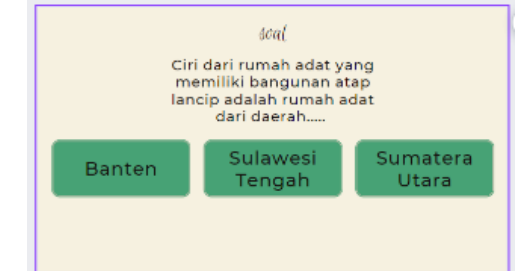 soal
Ciri dari rumah adat yang
memiliki bangunan atap
lancip adalah rumah adat
dari daerah.....
Banten
Sulawesi
Tengah
Sumatera
Utara